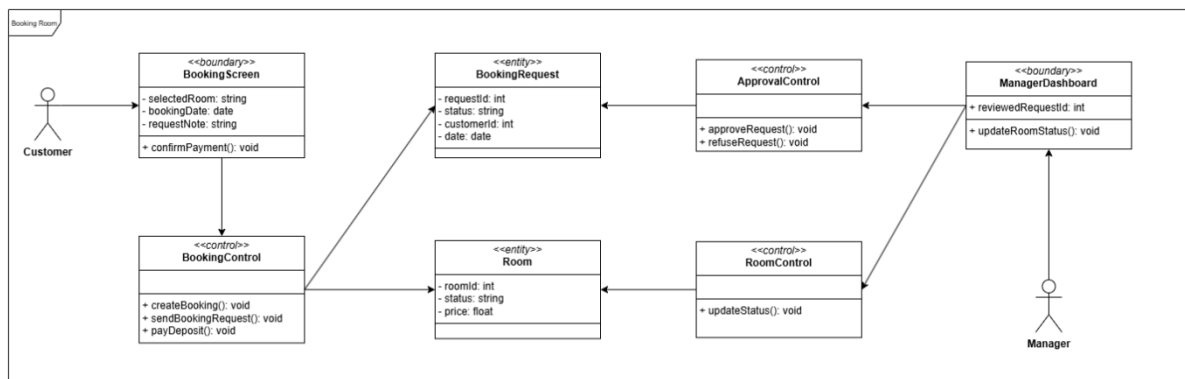 Booking Room
<<boundary>>
BookingScreen
- selectedRoom: string
- bookingDate: date
- requestNote: string
+ confirmPayment(): void
Customer
<<entity>>
BookingRequest
- requestId: int
- status: string
- customerId: int
- date: date
<<control>>
ApprovalControl
+ approveRequest(): void
+ refuseRequest(): void
<<boundary>>
ManagerDashboard
+ reviewedRequestId: int
+ updateRoomStatus(): void
<<control>>
BookingControl
+ createBooking(): void
+ sendBookingRequest(): void
+ payDeposit(): void
<<entity>>
Room
- roomId: int
- status: string
- price: float
<<control>>
RoomControl
+ updateStatus(): void
Manager